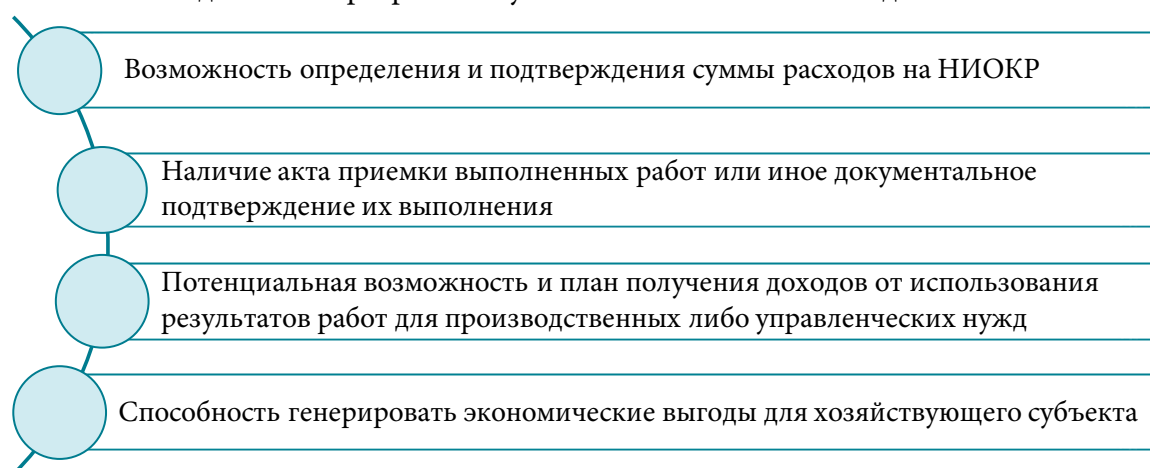 Возможность определения и подтверждения суммы расходов на НИОКР
Наличие акта приемки выполненных работ или иное документальное
подтверждение их выполнения
Потенциальная возможность и план получения доходов от использования
результатов работ для производственных либо управленческих нужд
Способность генерировать экономические выгоды для хозяйствующего субъекта